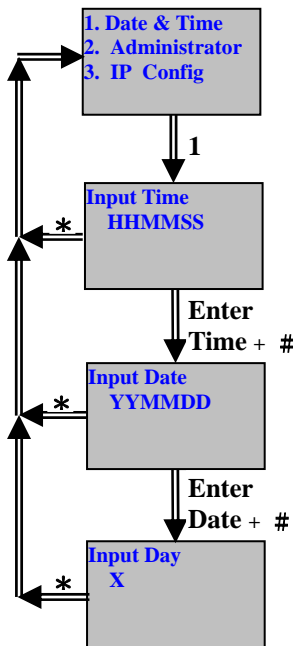 1. Date & Time
2. Administrator
3. IP Config
1
Input Time
HHMMSS
*
Enter
Time + #
Input Date
YYMMDD
*
Enter
Date + #
Input Day
X
*